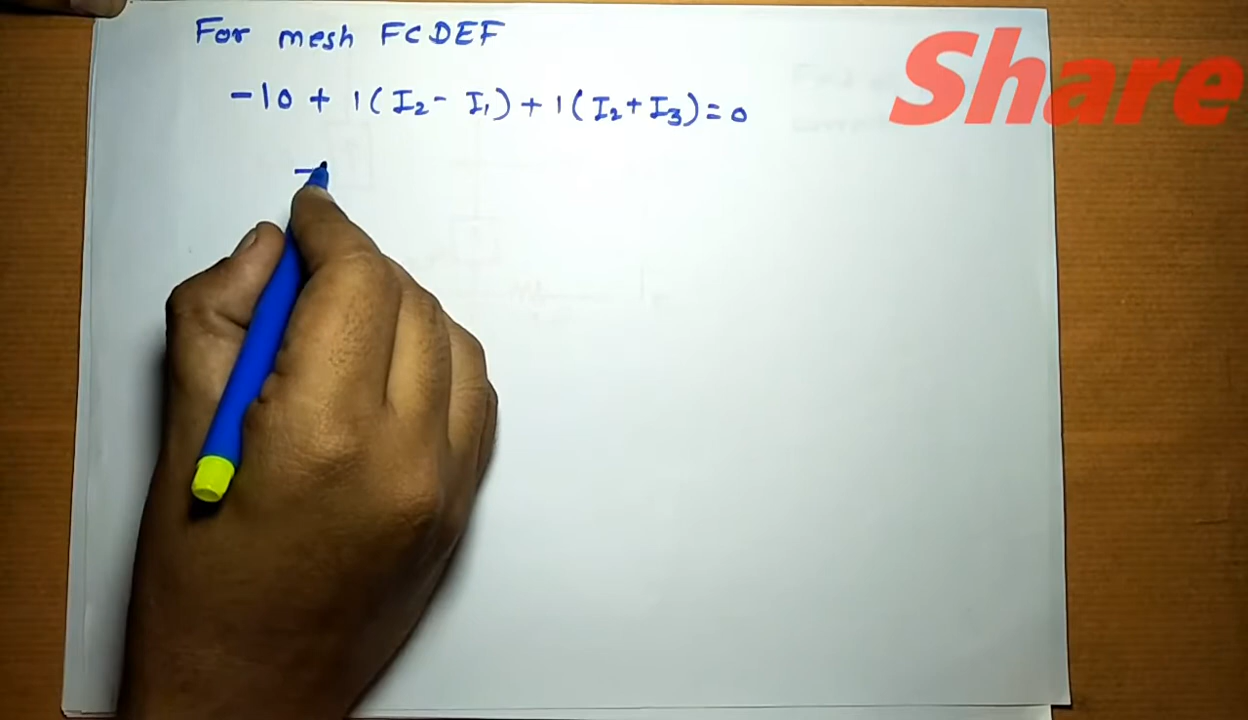 For mesh FCDEF
Share
-10 + 1(I₂ - I₁) + 1(I₂ + I₃) = 0
-